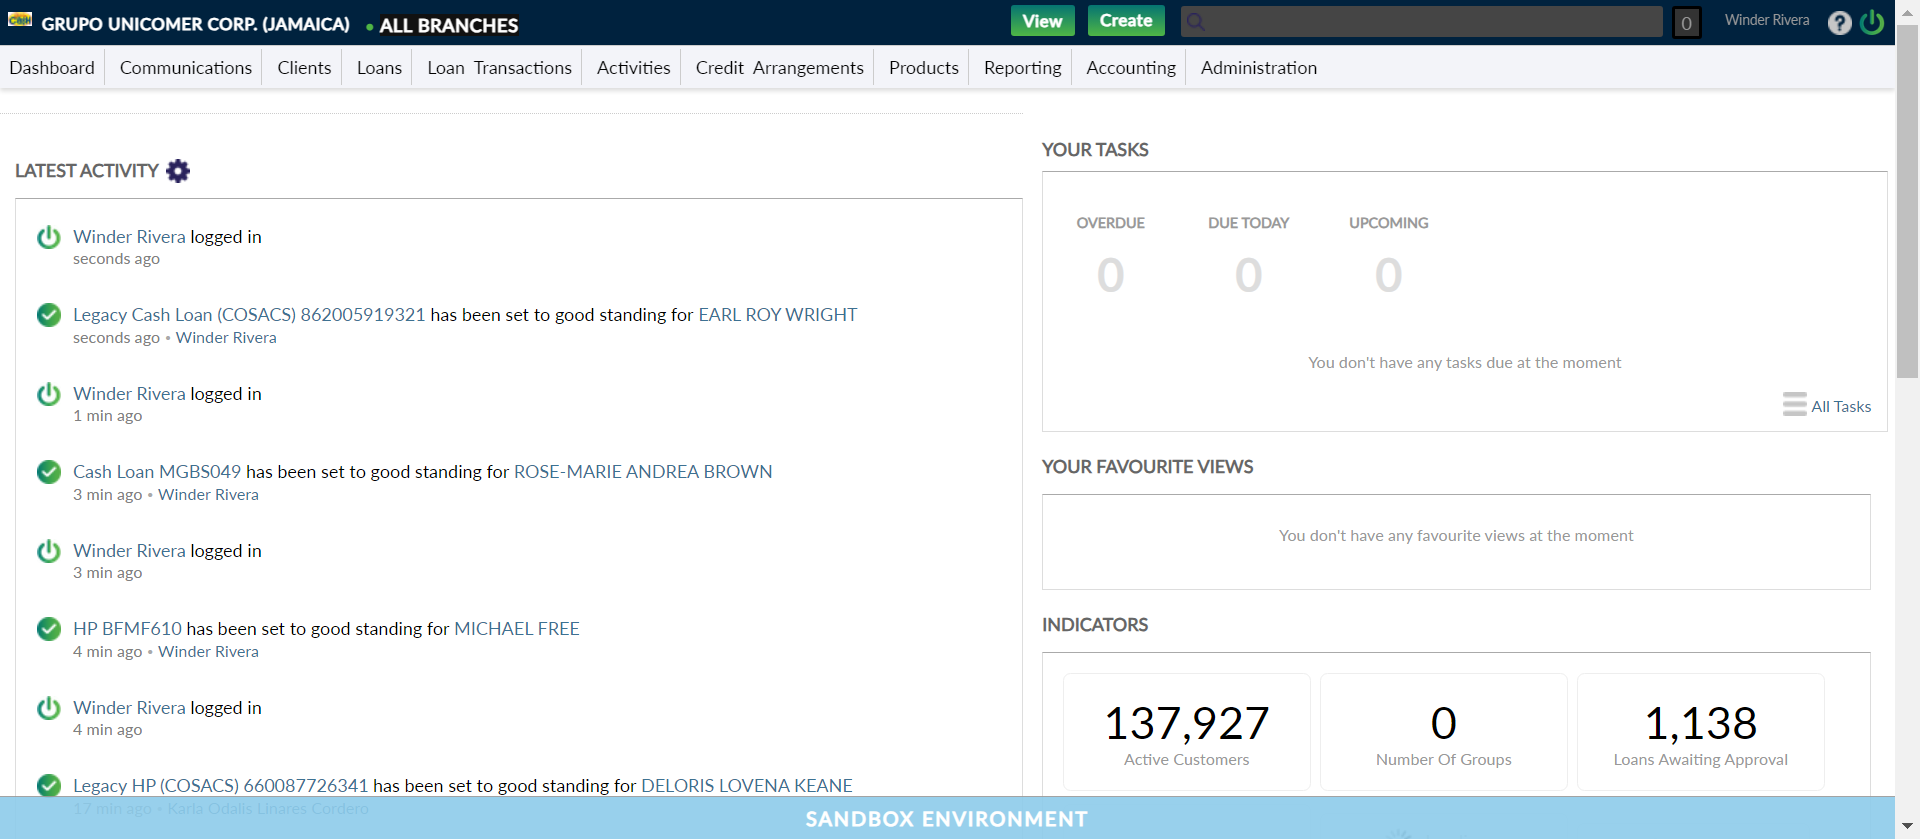 Cash
GRUPO UNICOMER CORP. (JAMAICA) • ALL BRANCHES
View
Create
0
Winder Rivera
?
Dashboard
Communications
Clients
Loans
Loan Transactions
Activities
Credit Arrangements
Products
Reporting
Accounting
Administration
LATEST ACTIVITY
Winder Rivera logged in
seconds ago
Legacy Cash Loan (COSACS) 862005919321 has been set to good standing for EARL ROY WRIGHT
seconds ago • Winder Rivera
Winder Rivera logged in
1 min ago
Cash Loan MGBS049 has been set to good standing for ROSE-MARIE ANDREA BROWN
3 min ago • Winder Rivera
Winder Rivera logged in
3 min ago
HP BFMF610 has been set to good standing for MICHAEL FREE
4 min ago • Winder Rivera
Winder Rivera logged in
4 min ago
Legacy HP (COSACS) 660087726341 has been set to good standing for DELORIS LOVENA KEANE
17 min ago • Karla Odalis Linares Cordero
YOUR TASKS
OVERDUE
0
DUE TODAY
0
UPCOMING
0
You don't have any tasks due at the moment
All Tasks
YOUR FAVOURITE VIEWS
You don't have any favourite views at the moment
INDICATORS
137,927
Active Customers
0
Number Of Groups
1,138
Loans Awaiting Approval
SANDBOX ENVIRONMENT